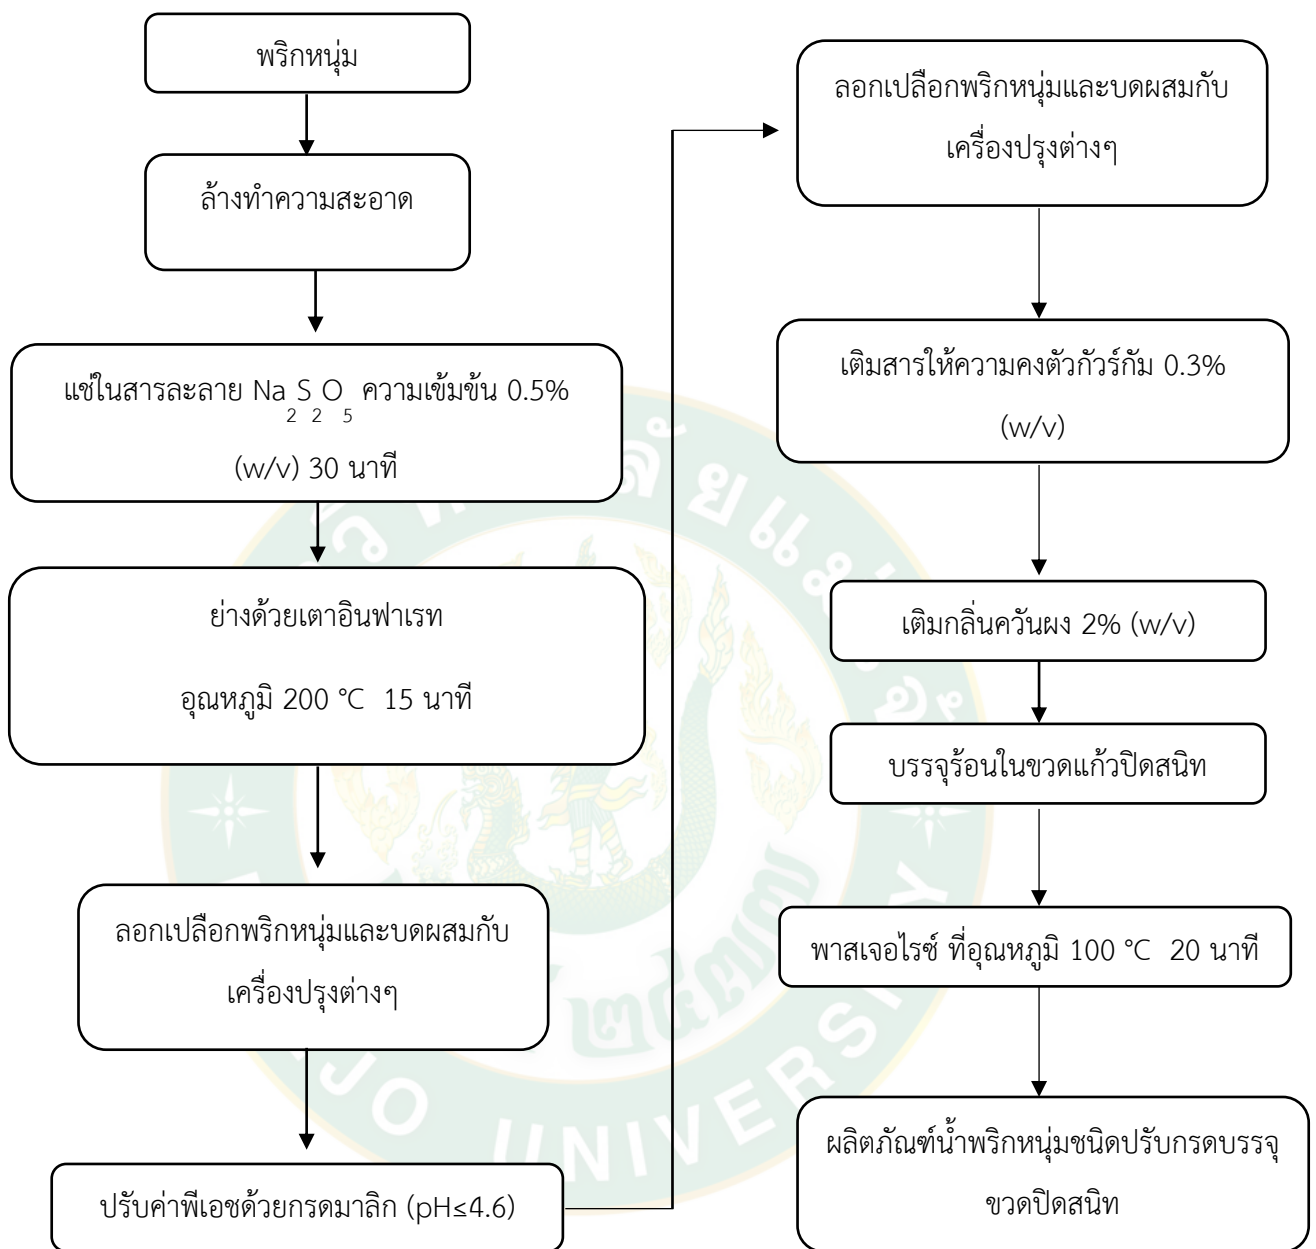 พริกหนุ่ม
ล้างทำความสะอาด
แช่ในสารละลาย Na₂S₂O₅ ความเข้มข้น 0.5%
(w/v) 30 นาที
ย่างด้วยเตาอินฟาเรท
อุณหภูมิ 200 °C 15 นาที
ลอกเปลือกพริกหนุ่มและบดผสมกับ
เครื่องปรุงต่างๆ
ปรับค่าพีเอชด้วยกรดมาลิก (pH≤4.6)
ลอกเปลือกพริกหนุ่มและบดผสมกับ
เครื่องปรุงต่างๆ
เติมสารให้ความคงตัวกัวร์กัม 0.3%
(w/v)
เติมกลิ่นควันผง 2% (w/v)
บรรจุร้อนในขวดแก้วปิดสนิท
พาสเจอไรซ์ ที่อุณหภูมิ 100 °C 20 นาที
ผลิตภัณฑ์น้ำพริกหนุ่มชนิดปรับกรดบรรจุ
ขวดปิดสนิท
UNIVERSITY